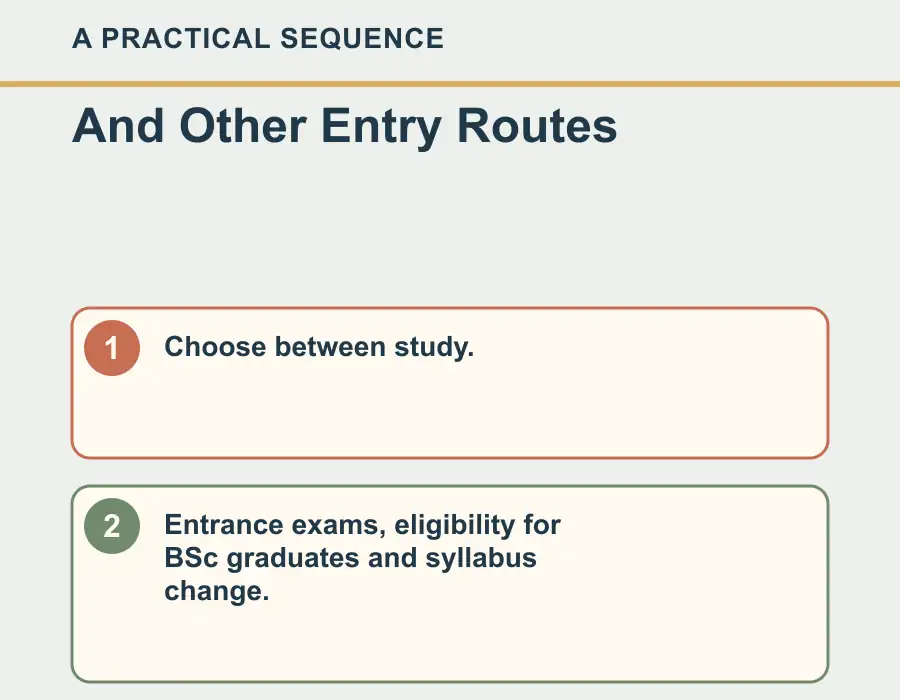 A PRACTICAL SEQUENCE
And Other Entry Routes
1
Choose between study.
2
Entrance exams, eligibility for
BSc graduates and syllabus
change.